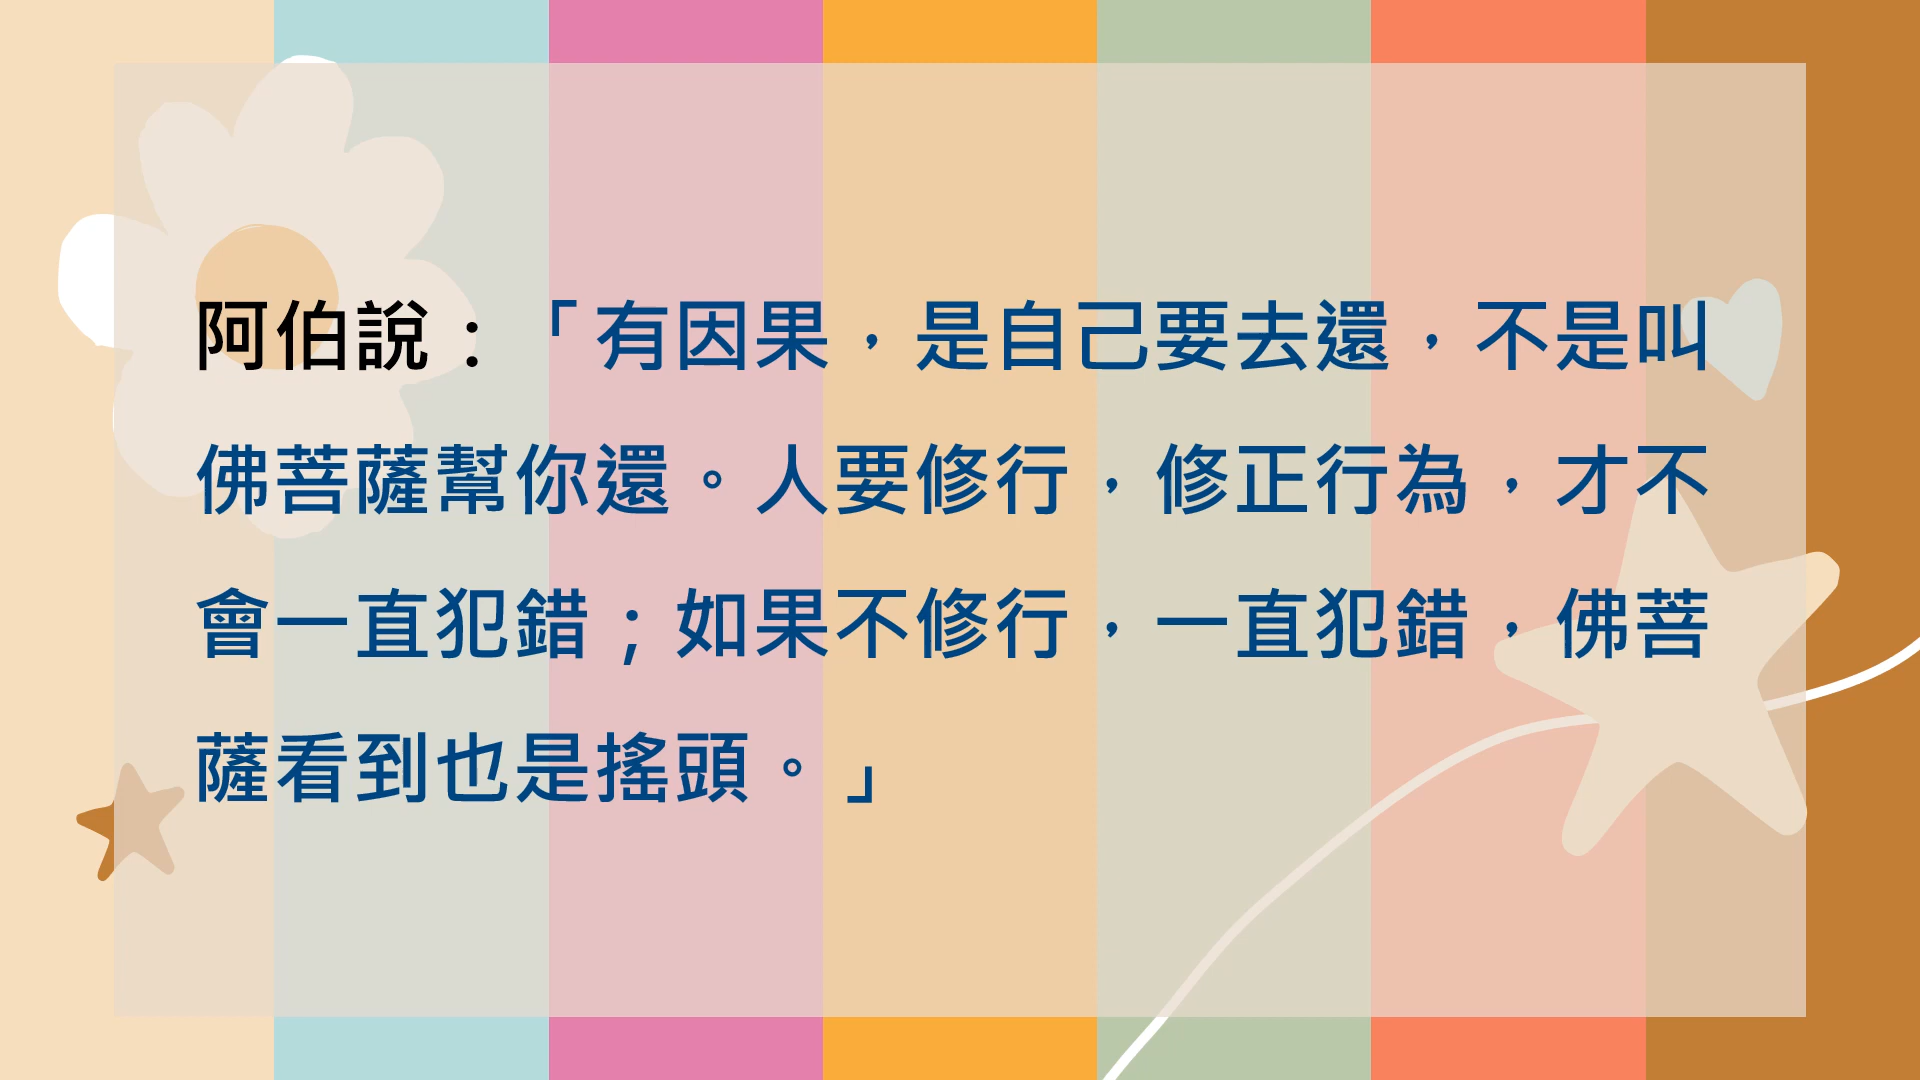 阿伯說：「有因果，是自己要去還，不是叫
佛菩薩幫你還。人要修行，修正行為，才不
會一直犯錯；如果不修行，一直犯錯，佛菩
薩看到也是搖頭。」